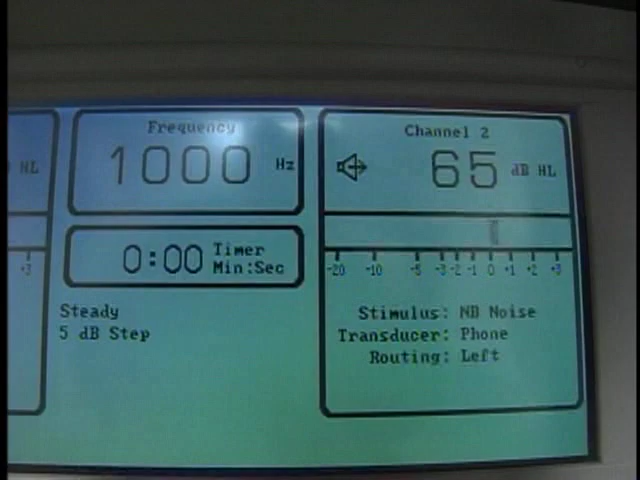 HL
+3
Frequency
1000 Hz
0:00 Timer
Min:Sec
Steady
5 dB Step
Channel 2
65 dB HL
-20 -10 -5 -3 -2 -1 0 +1 +2 +3
Stimulus: NB Noise
Transducer: Phone
Routing: Left